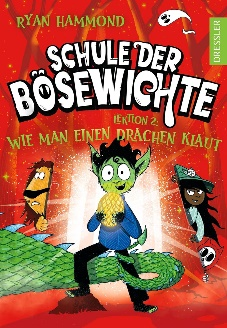 RYAN HAMMOND
DRESSLER
SCHULE DER
BÖSEWICHTE
LEKTION 2:
WIE MAN EINEN DRACHEN KLAUT